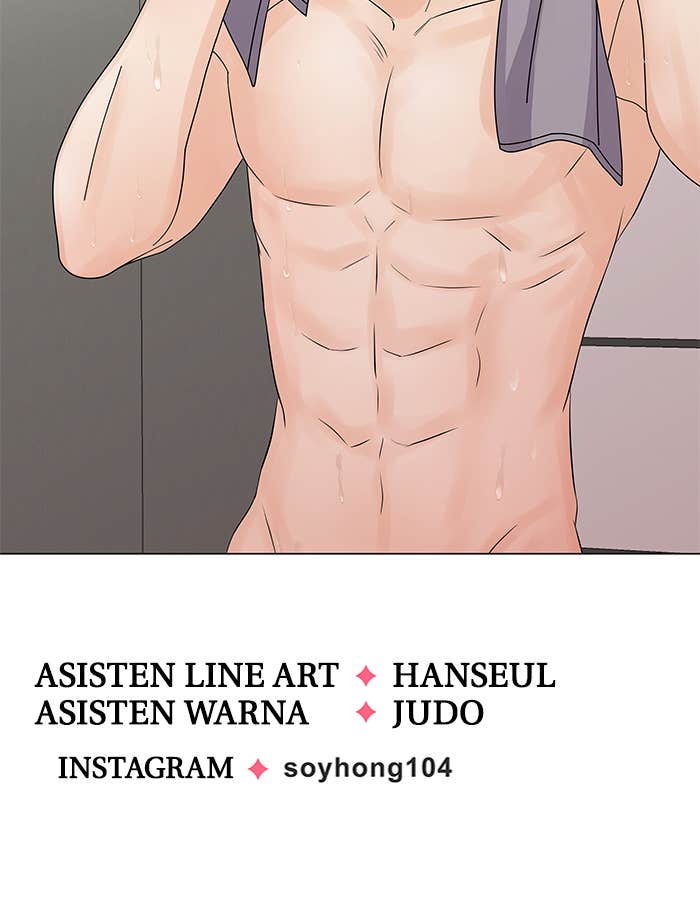 ASISTEN LINE ART ✦ HANSEUL
ASISTEN WARNA ✦ JUDO
INSTAGRAM ✦ soyhong104